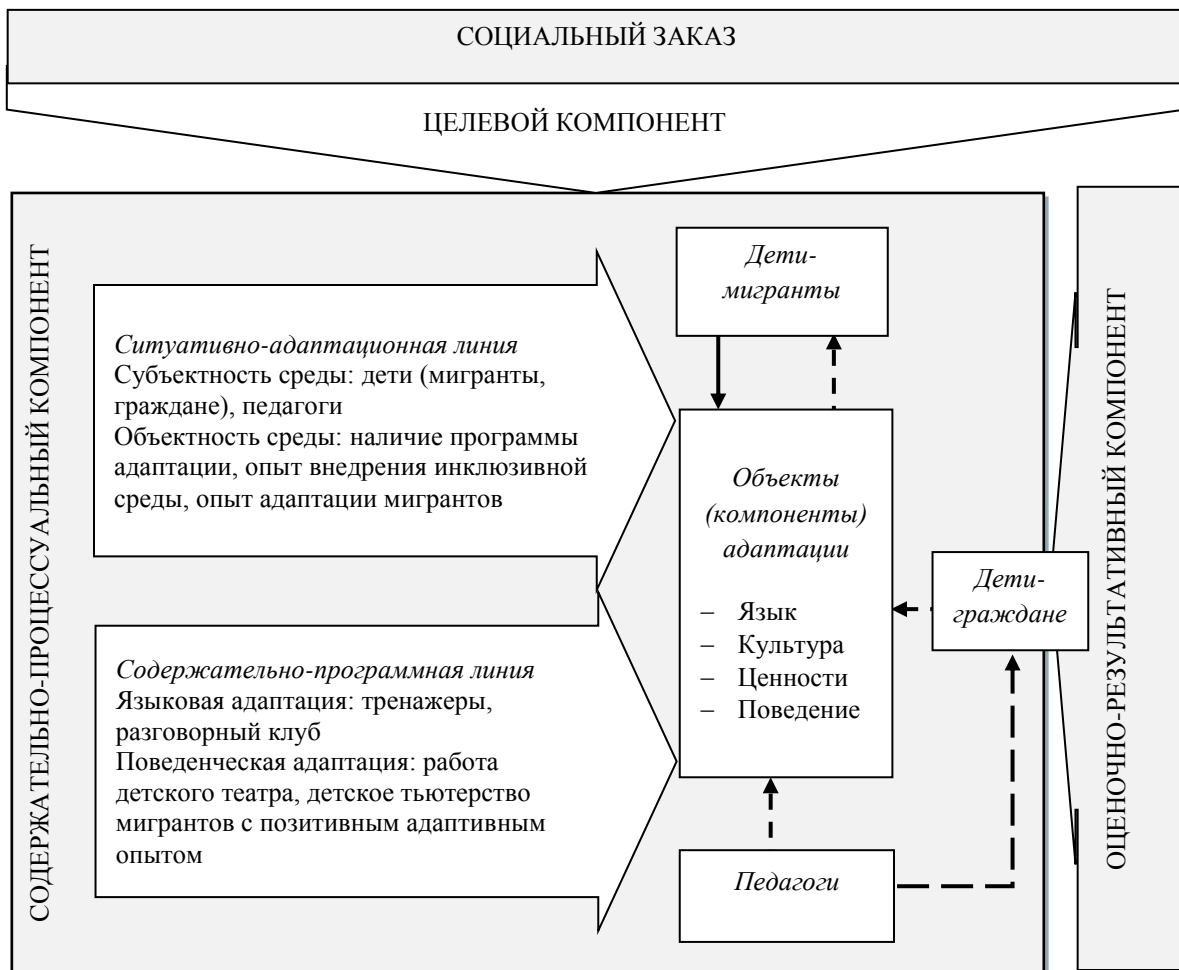 СОЦИАЛЬНЫЙ ЗАКАЗ
ЦЕЛЕВОЙ КОМПОНЕНТ
СОДЕРЖАТЕЛЬНО-ПРОЦЕССУАЛЬНЫЙ КОМПОНЕНТ
Ситуативно-адаптационная линия
Субъектность среды: дети (мигранты,
граждане), педагоги
Объектность среды: наличие программы
адаптации, опыт внедрения инклюзивной
среды, опыт адаптации мигрантов
Содержательно-программная линия
Языковая адаптация: тренажеры,
разговорный клуб
Поведенческая адаптация: работа
детского театра, детское тьютерство
мигрантов с позитивным адаптивным
опытом
Дети-
мигранты
Объекты
(компоненты)
адаптации
– Язык
– Культура
– Ценности
– Поведение
Дети-
граждане
Педагоги
ОЦЕНОЧНО-РЕЗУЛЬТАТИВНЫЙ КОМПОНЕНТ